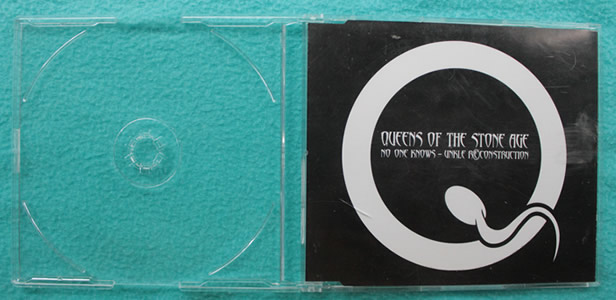 QUEENS OF THE STONE AGE
NO ONE KNOWS – UNKLE RECONSTRUCTION